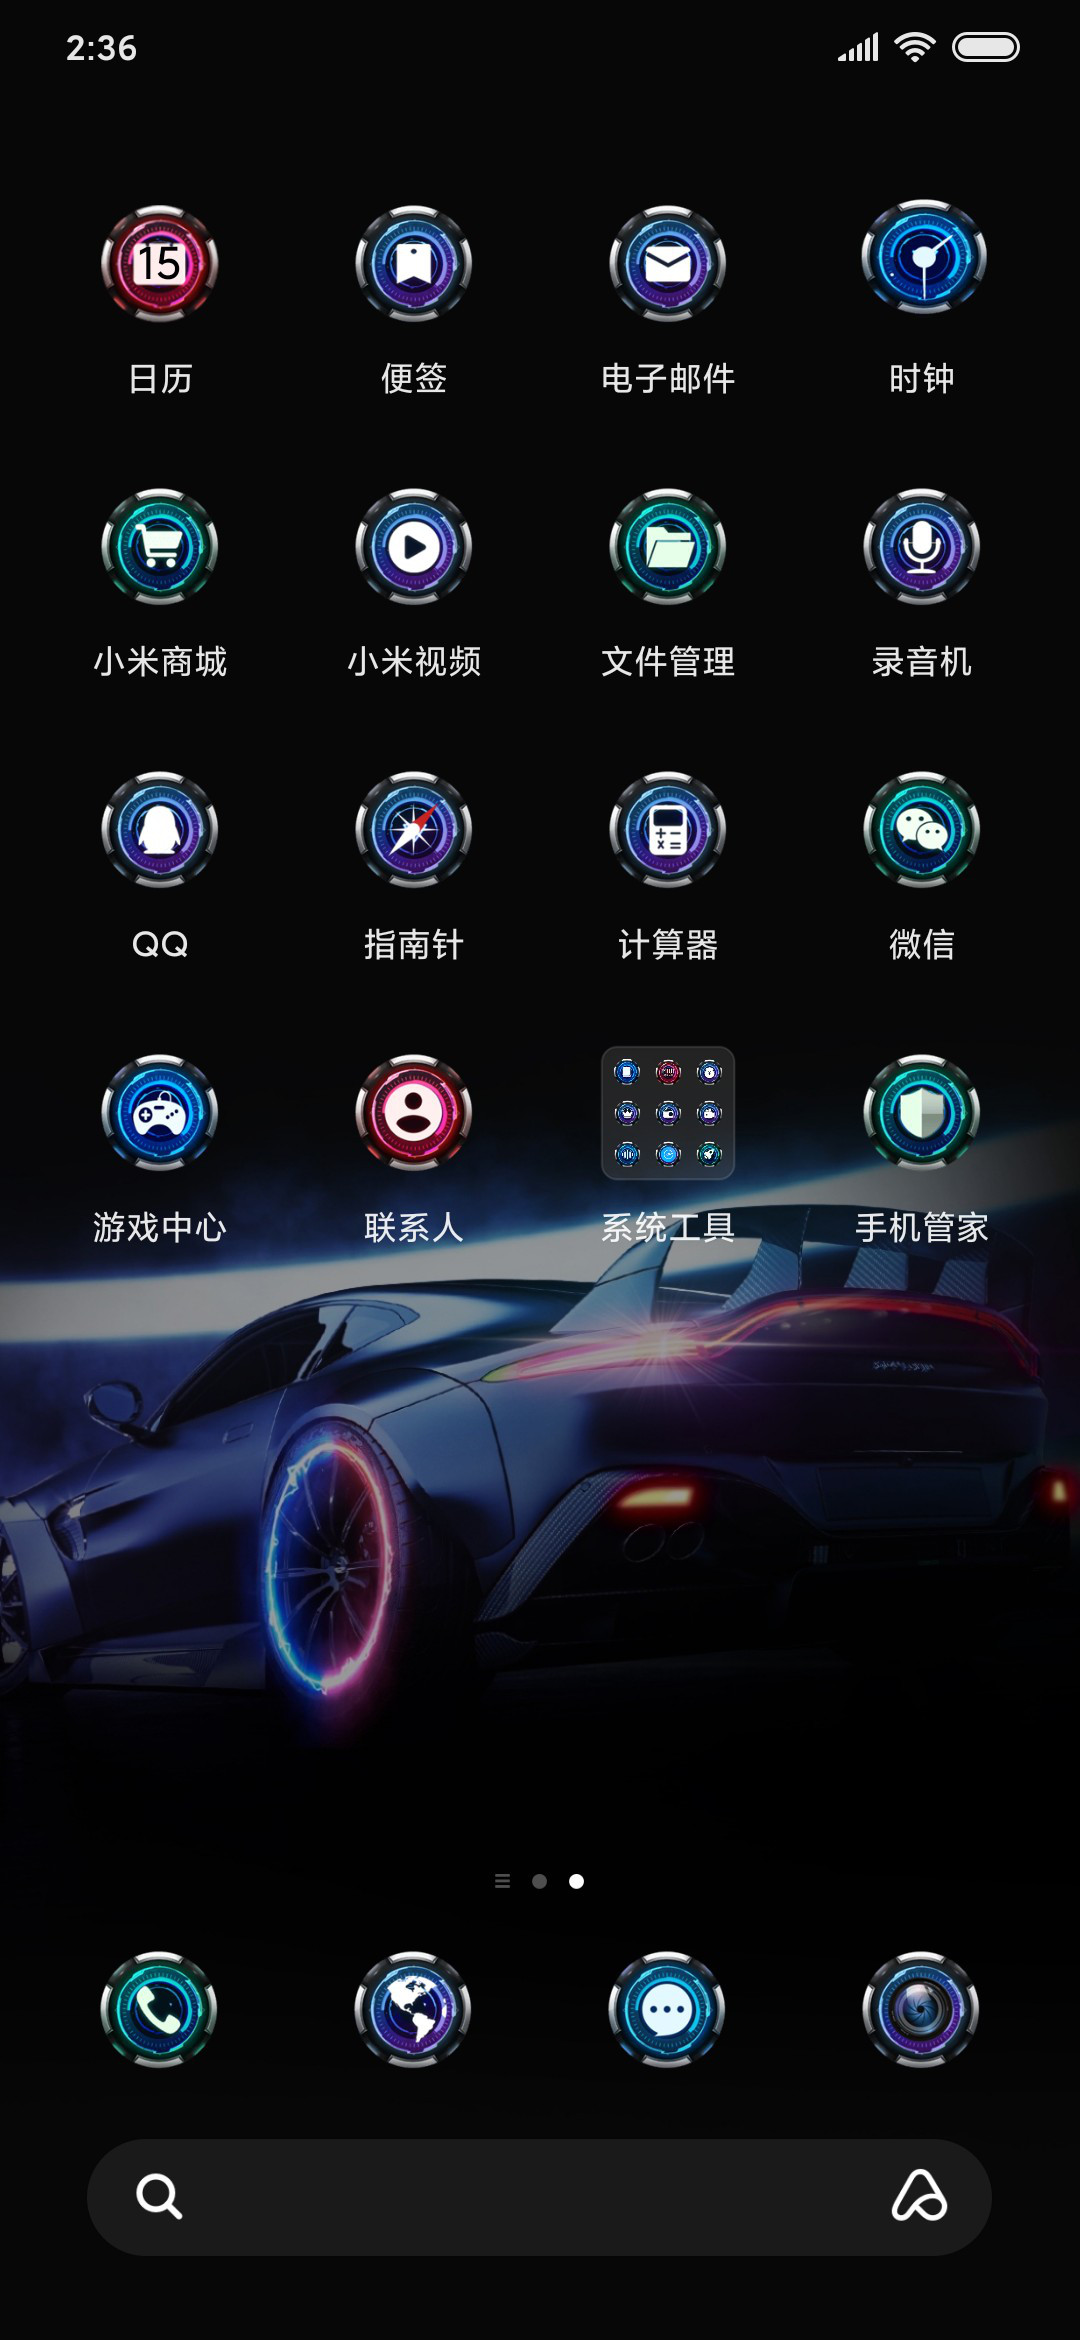 2:36
15
日历 便签 电子邮件 时钟
小米商城 小米视频 文件管理 录音机
QQ 指南针 计算器 微信
游戏中心 联系人 系统工具 手机管家